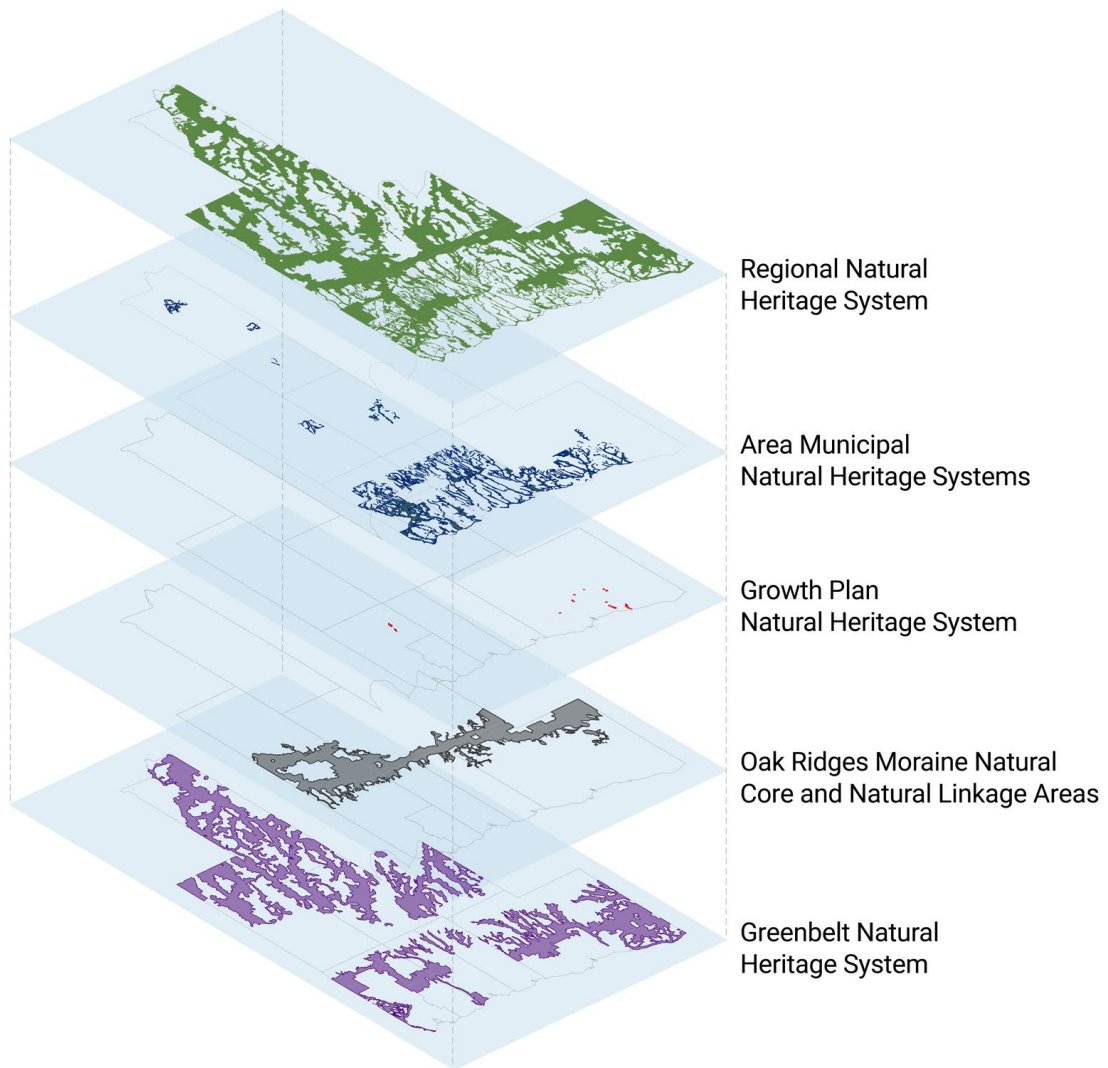 Regional Natural
Heritage System
Area Municipal
Natural Heritage Systems
Growth Plan
Natural Heritage System
Oak Ridges Moraine Natural
Core and Natural Linkage Areas
Greenbelt Natural
Heritage System